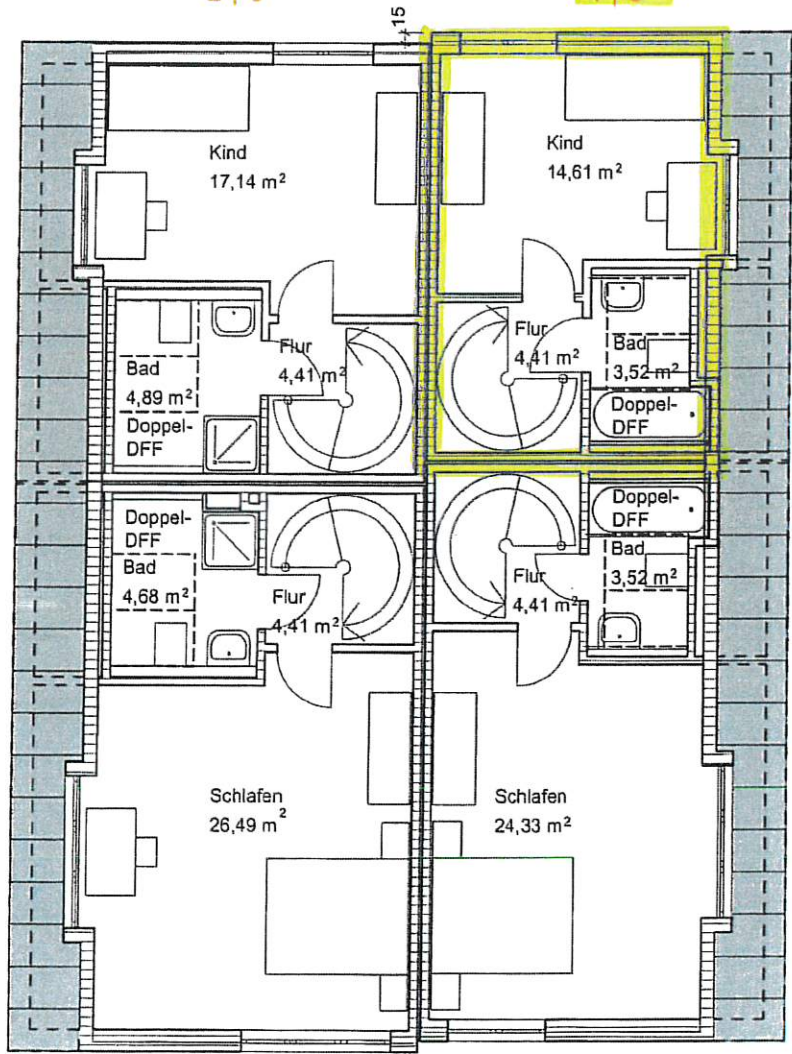 15
Kind
17,14 m²
Kind
14,61 m²
Flur
4,41 m²
Bad
4,89 m²
Doppel-
DFF
Flur
4,41 m²
Bad
3,52 m²
Doppel-
DFF
Doppel-
DFF
Bad
4,68 m²
Flur
4,41 m²
Doppel-
DFF
Bad
3,52 m²
Flur
4,41 m²
Schlafen
26,49 m²
Schlafen
24,33 m²